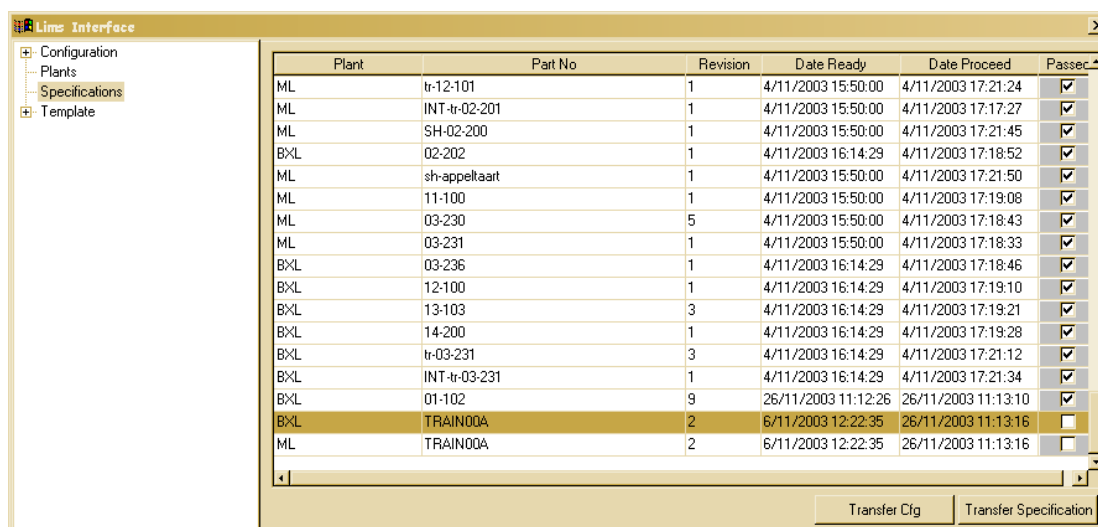 Lims Interface
Configuration
Plants
Specifications
Template
Plant Part No Revision Date Ready Date Proceed Passed
ML tr-12-101 1 4/11/2003 15:50:00 4/11/2003 17:21:24
ML INT-tr-02-201 1 4/11/2003 15:50:00 4/11/2003 17:17:27
ML SH-02-200 1 4/11/2003 15:50:00 4/11/2003 17:21:45
BXL 02-202 1 4/11/2003 16:14:29 4/11/2003 17:18:52
ML sh-appeltaart 1 4/11/2003 15:50:00 4/11/2003 17:21:50
ML 11-100 1 4/11/2003 15:50:00 4/11/2003 17:19:08
ML 03-230 5 4/11/2003 15:50:00 4/11/2003 17:18:43
ML 03-231 1 4/11/2003 15:50:00 4/11/2003 17:18:33
BXL 03-236 1 4/11/2003 16:14:29 4/11/2003 17:18:46
BXL 12-100 1 4/11/2003 16:14:29 4/11/2003 17:19:10
BXL 13-103 3 4/11/2003 16:14:29 4/11/2003 17:19:21
BXL 14-200 1 4/11/2003 16:14:29 4/11/2003 17:19:28
BXL tr-03-231 3 4/11/2003 16:14:29 4/11/2003 17:21:12
BXL INT-tr-03-231 1 4/11/2003 16:14:29 4/11/2003 17:21:34
BXL 01-102 9 26/11/2003 11:12:26 26/11/2003 11:13:10
BXL TRAIN00A 2 6/11/2003 12:22:35 26/11/2003 11:13:16
ML TRAIN00A 2 6/11/2003 12:22:35 26/11/2003 11:13:16
Transfer Cfg Transfer Specification